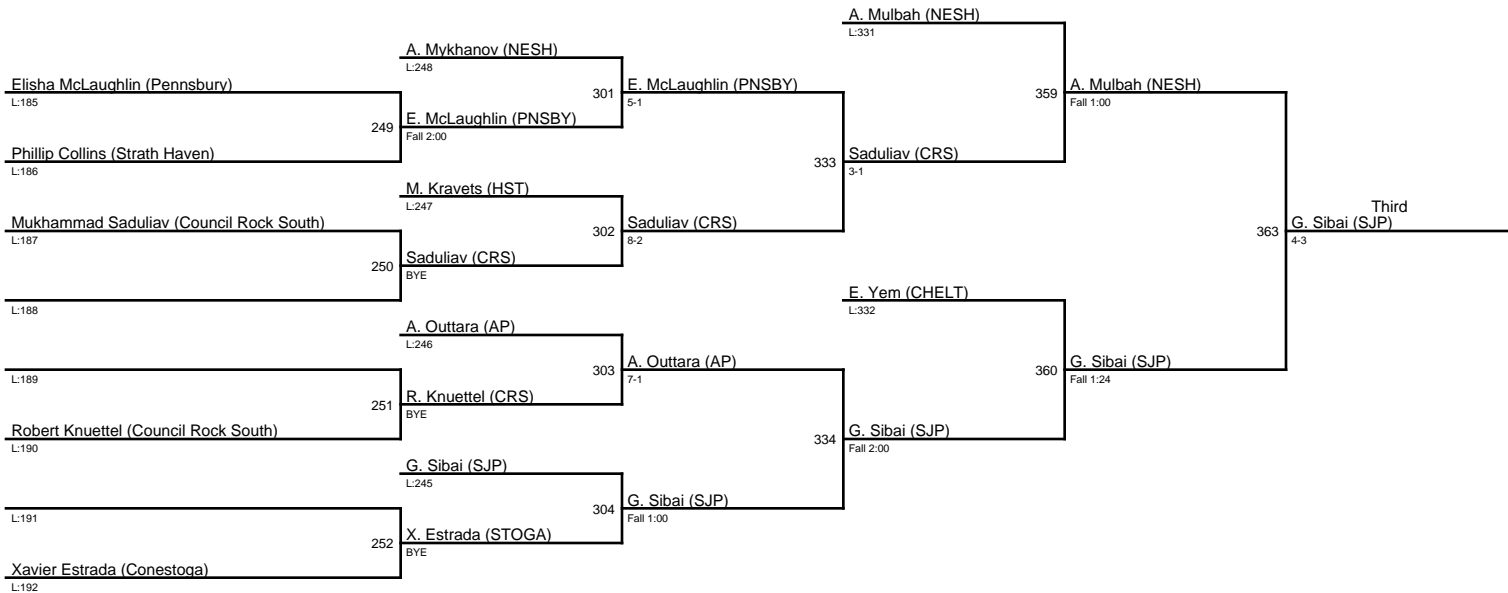 A. Mulbah (NESH)
L:331
A. Mykhanov (NESH)
L:248
Elisha McLaughlin (Pennsbury)
L:185
301
E. McLaughlin (PNSBY)
5-1
359
A. Mulbah (NESH)
Fall 1:00
249
E. McLaughlin (PNSBY)
Fall 2:00
Phillip Collins (Strath Haven)
L:186
333
Saduliav (CRS)
3-1
M. Kravets (HST)
L:247
Mukhammad Saduliav (Council Rock South)
L:187
302
Saduliav (CRS)
8-2
Third
363
G. Sibai (SJP)
4-3
250
Saduliav (CRS)
BYE
L:188
E. Yem (CHELT)
L:332
A. Outtara (AP)
L:246
L:189
303
A. Outtara (AP)
7-1
360
G. Sibai (SJP)
Fall 1:24
251
R. Knuettel (CRS)
BYE
Robert Knuettel (Council Rock South)
L:190
334
G. Sibai (SJP)
Fall 2:00
G. Sibai (SJP)
L:245
L:191
304
G. Sibai (SJP)
Fall 1:00
252
X. Estrada (STOGA)
BYE
Xavier Estrada (Conestoga)
L:192